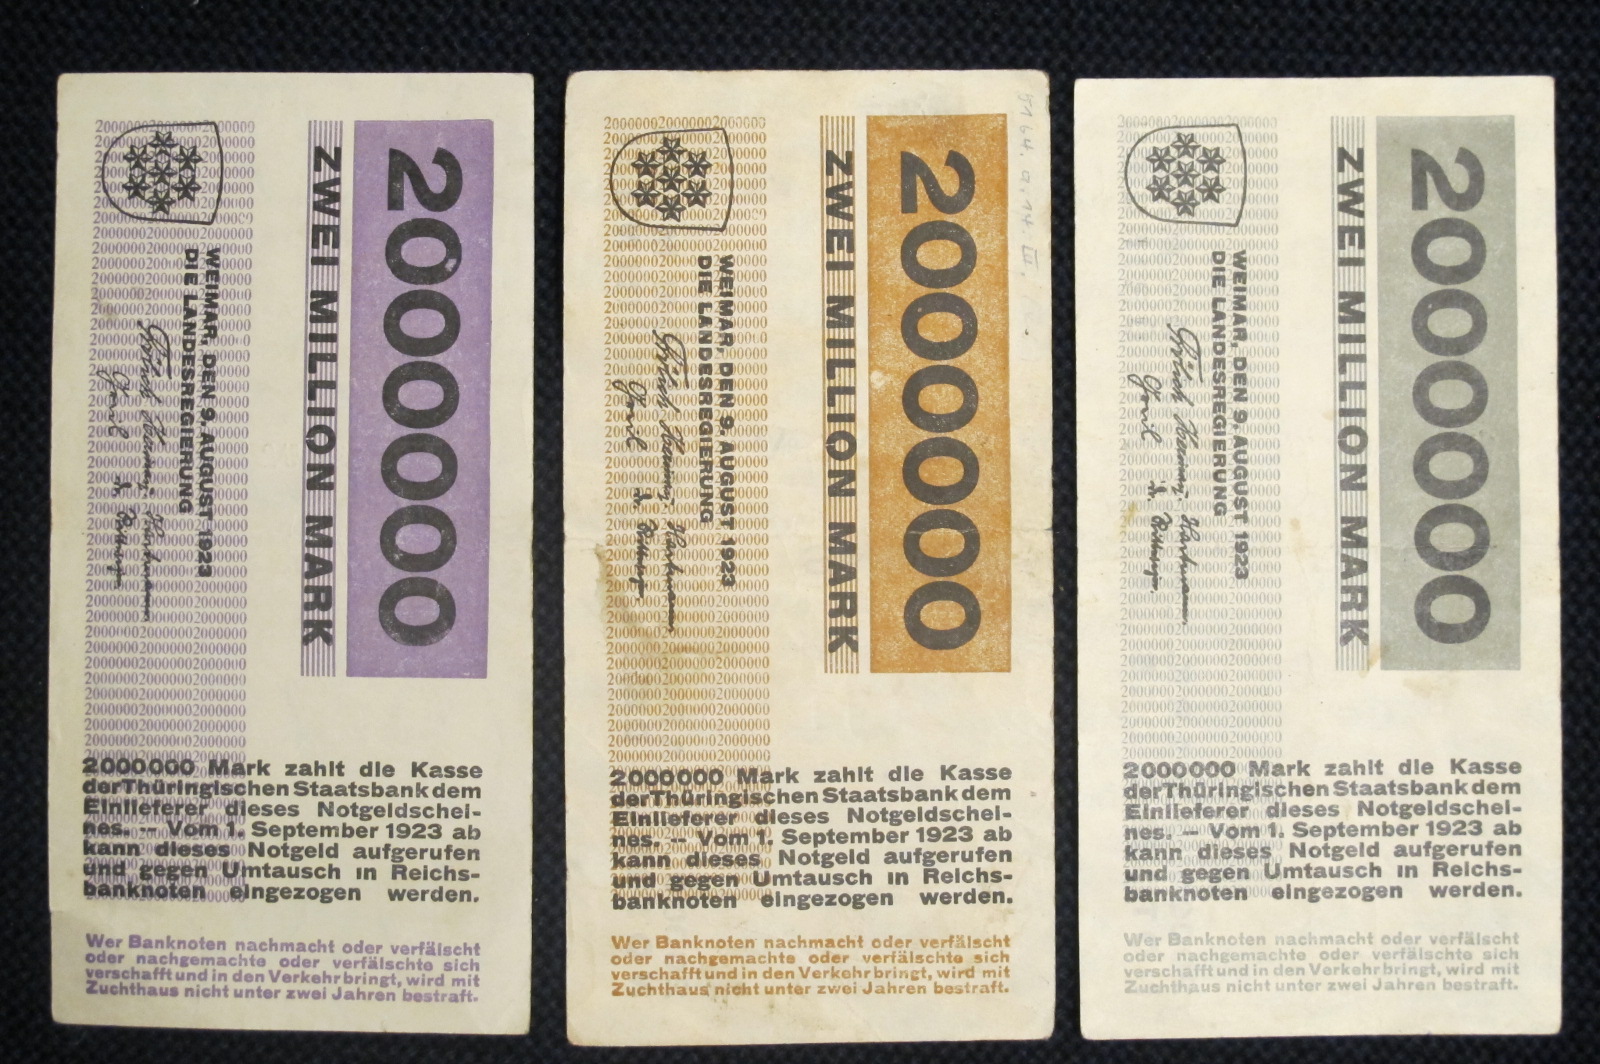 2000000
ZWEI MILLION MARK
WEIMAR, DEN 9. AUGUST 1923
DIE LANDESREGIERUNG
2000000 Mark zahlt die Kasse
der Thüringischen Staatsbank dem
Einlieferer dieses Notgeldschei-
nes. — Vom 1. September 1923 ab
kann dieses Notgeld aufgerufen
und gegen Umtausch in Reichs-
banknoten eingezogen werden.
Wer Banknoten nachmacht oder verfälscht
oder nachgemachte oder verfälschte sich
verschafft und in den Verkehr bringt, wird mit
Zuchthaus nicht unter zwei Jahren bestraft.
2000000
ZWEI MILLION MARK
WEIMAR, DEN 9. AUGUST 1923
DIE LANDESREGIERUNG
2000000 Mark zahlt die Kasse
der Thüringischen Staatsbank dem
Einlieferer dieses Notgeldschei-
nes. — Vom 1. September 1923 ab
kann dieses Notgeld aufgerufen
und gegen Umtausch in Reichs-
banknoten eingezogen werden.
Wer Banknoten nachmacht oder verfälscht
oder nachgemachte oder verfälschte sich
verschafft und in den Verkehr bringt, wird mit
Zuchthaus nicht unter zwei Jahren bestraft.
2000000
ZWEI MILLION MARK
WEIMAR, DEN 9. AUGUST 1923
DIE LANDESREGIERUNG
2000000 Mark zahlt die Kasse
der Thüringischen Staatsbank dem
Einlieferer dieses Notgeldschei-
nes. — Vom 1. September 1923 ab
kann dieses Notgeld aufgerufen
und gegen Umtausch in Reichs-
banknoten eingezogen werden.
Wer Banknoten nachmacht oder verfälscht
oder nachgemachte oder verfälschte sich
verschafft und in den Verkehr bringt, wird mit
Zuchthaus nicht unter zwei Jahren bestraft.